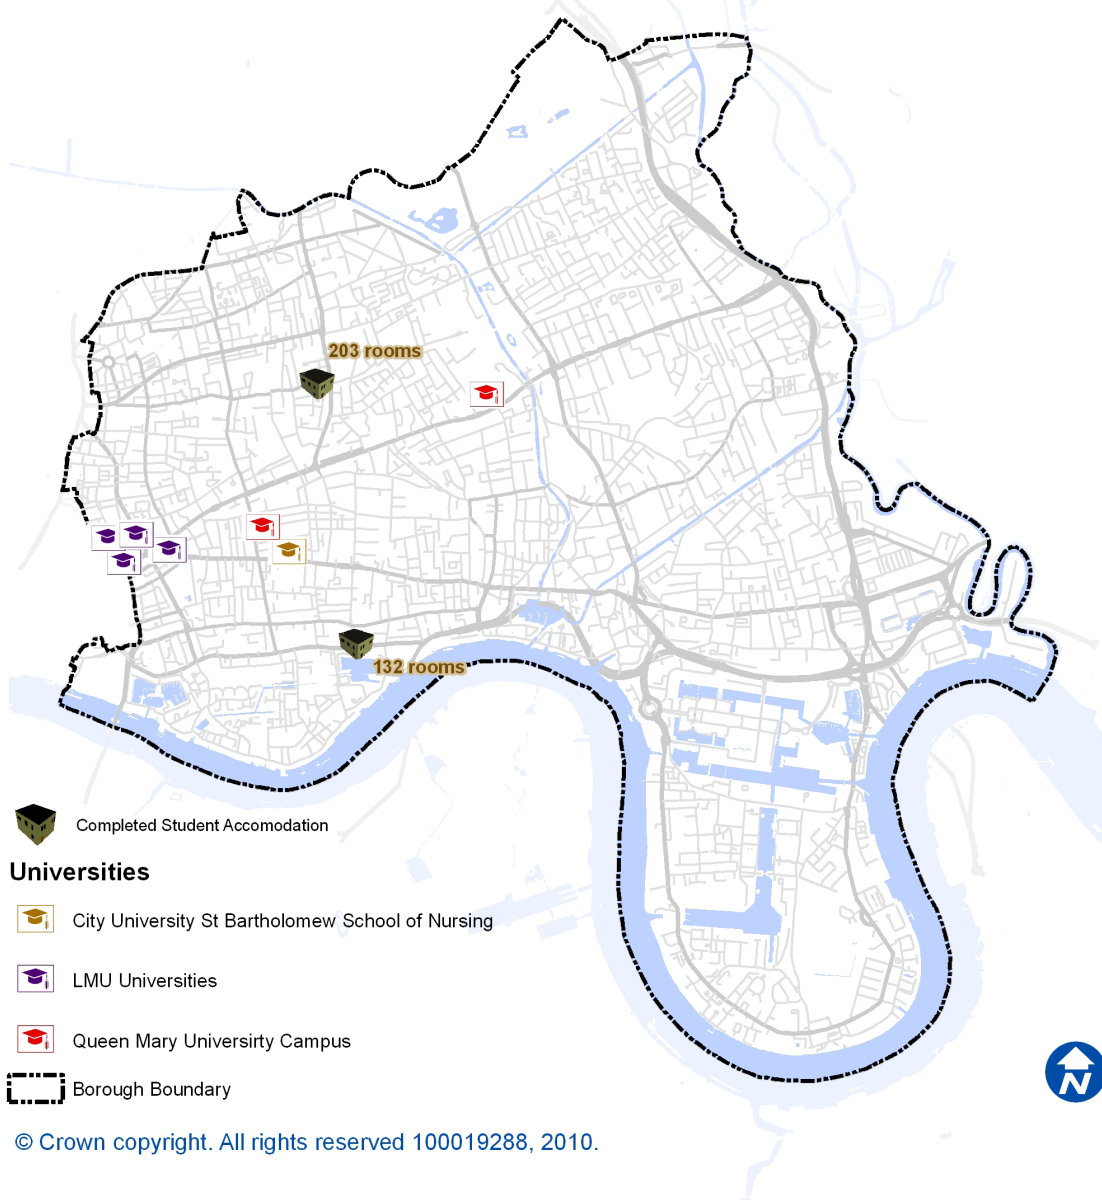 203 rooms
132 rooms
Completed Student Accomodation
Universities
City University St Bartholomew School of Nursing
LMU Universities
Queen Mary Universirty Campus
Borough Boundary
N
© Crown copyright. All rights reserved 100019288, 2010.